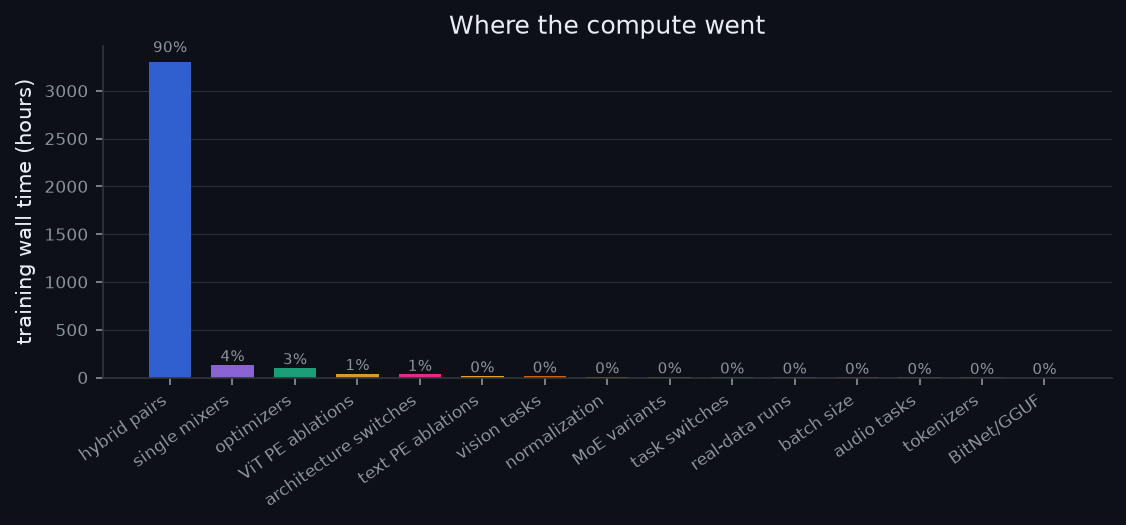 Where the compute went
training wall time (hours)
3000
2500
2000
1500
1000
500
0
90%
4%
3%
1%
1%
0%
0%
0%
0%
0%
0%
0%
0%
0%
0%
hybrid pairs
single mixers
optimizers
ViT PE ablations
architecture switches
text PE ablations
vision tasks
normalization
MoE variants
task switches
real-data runs
batch size
audio tasks
tokenizers
BitNet/GGUF